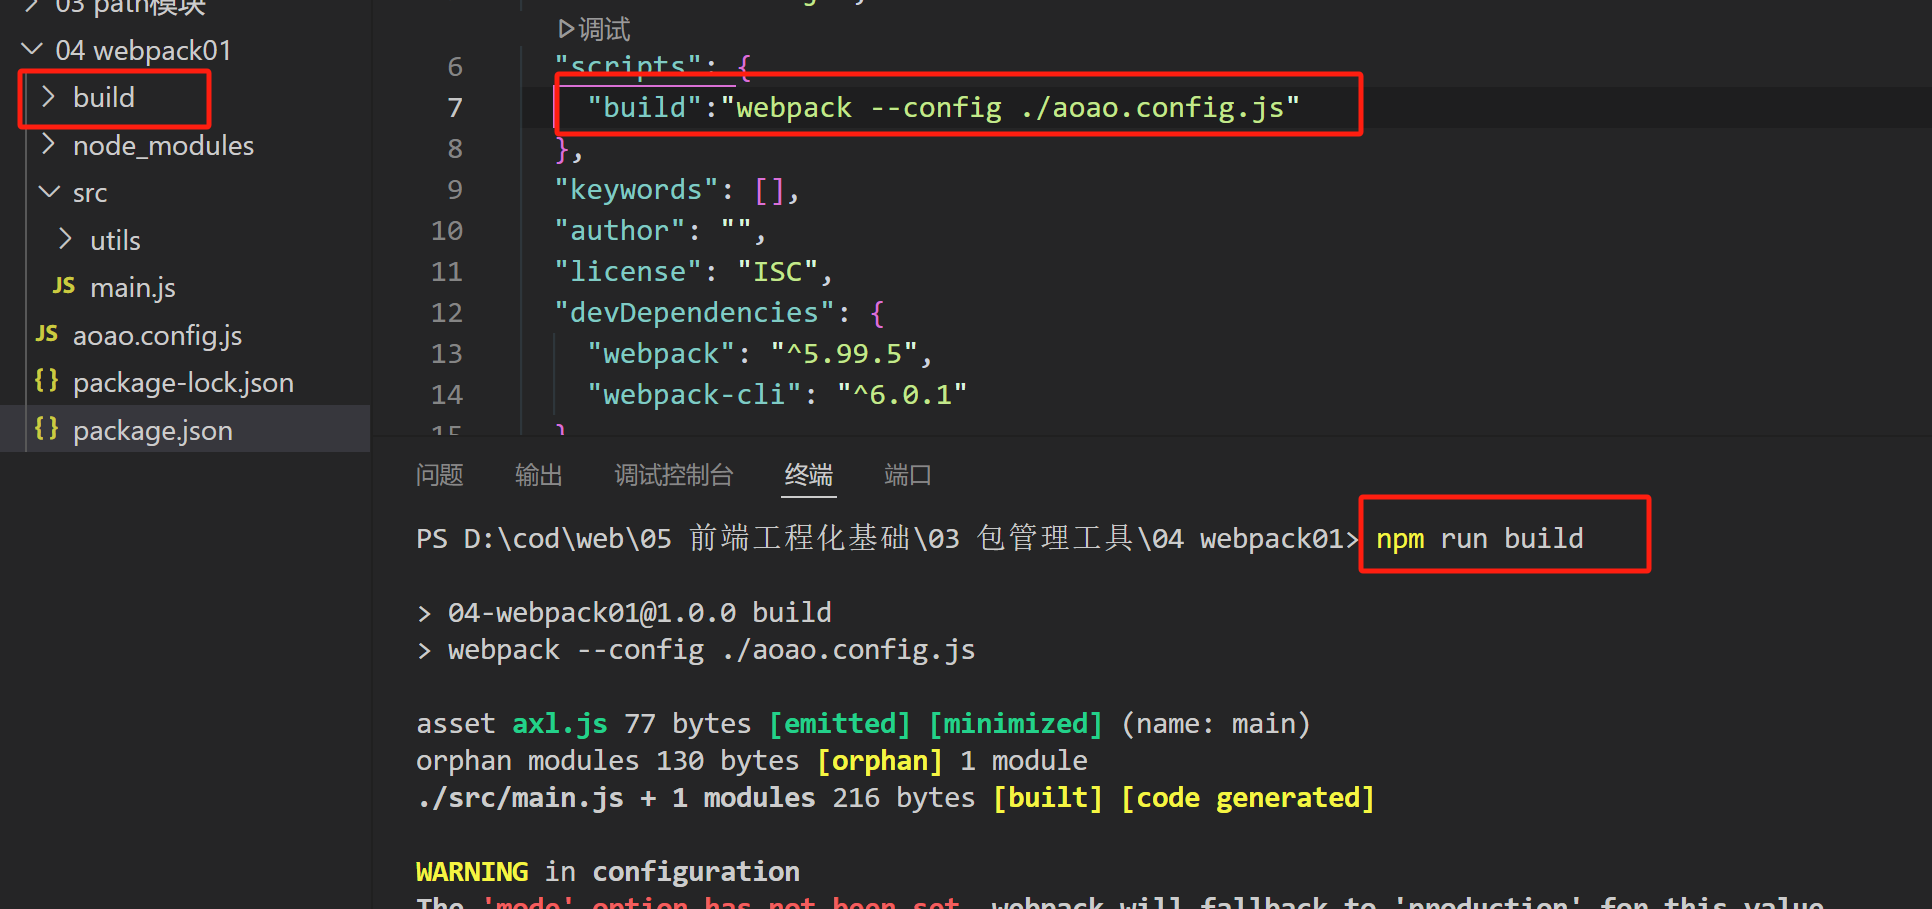 03 path模块
04 webpack01
build
node_modules
src
utils
JS main.js
JS aoao.config.js
{} package-lock.json
{} package.json
调试
6 "scripts": {
7 "build":"webpack --config ./aoao.config.js"
8 },
9 "keywords": [],
10 "author": "",
11 "license": "ISC",
12 "devDependencies": {
13 "webpack": "^5.99.5",
14 "webpack-cli": "^6.0.1"
15 }
问题 输出 调试控制台 终端 端口
PS D:\cod\web\05 前端工程化基础\03 包管理工具\04 webpack01> npm run build
> 04-webpack01@1.0.0 build
> webpack --config ./aoao.config.js
asset axl.js 77 bytes [emitted] [minimized] (name: main)
orphan modules 130 bytes [orphan] 1 module
./src/main.js + 1 modules 216 bytes [built] [code generated]
WARNING in configuration
The 'mode' option has not been set, webpack will fallback to 'production' for this value